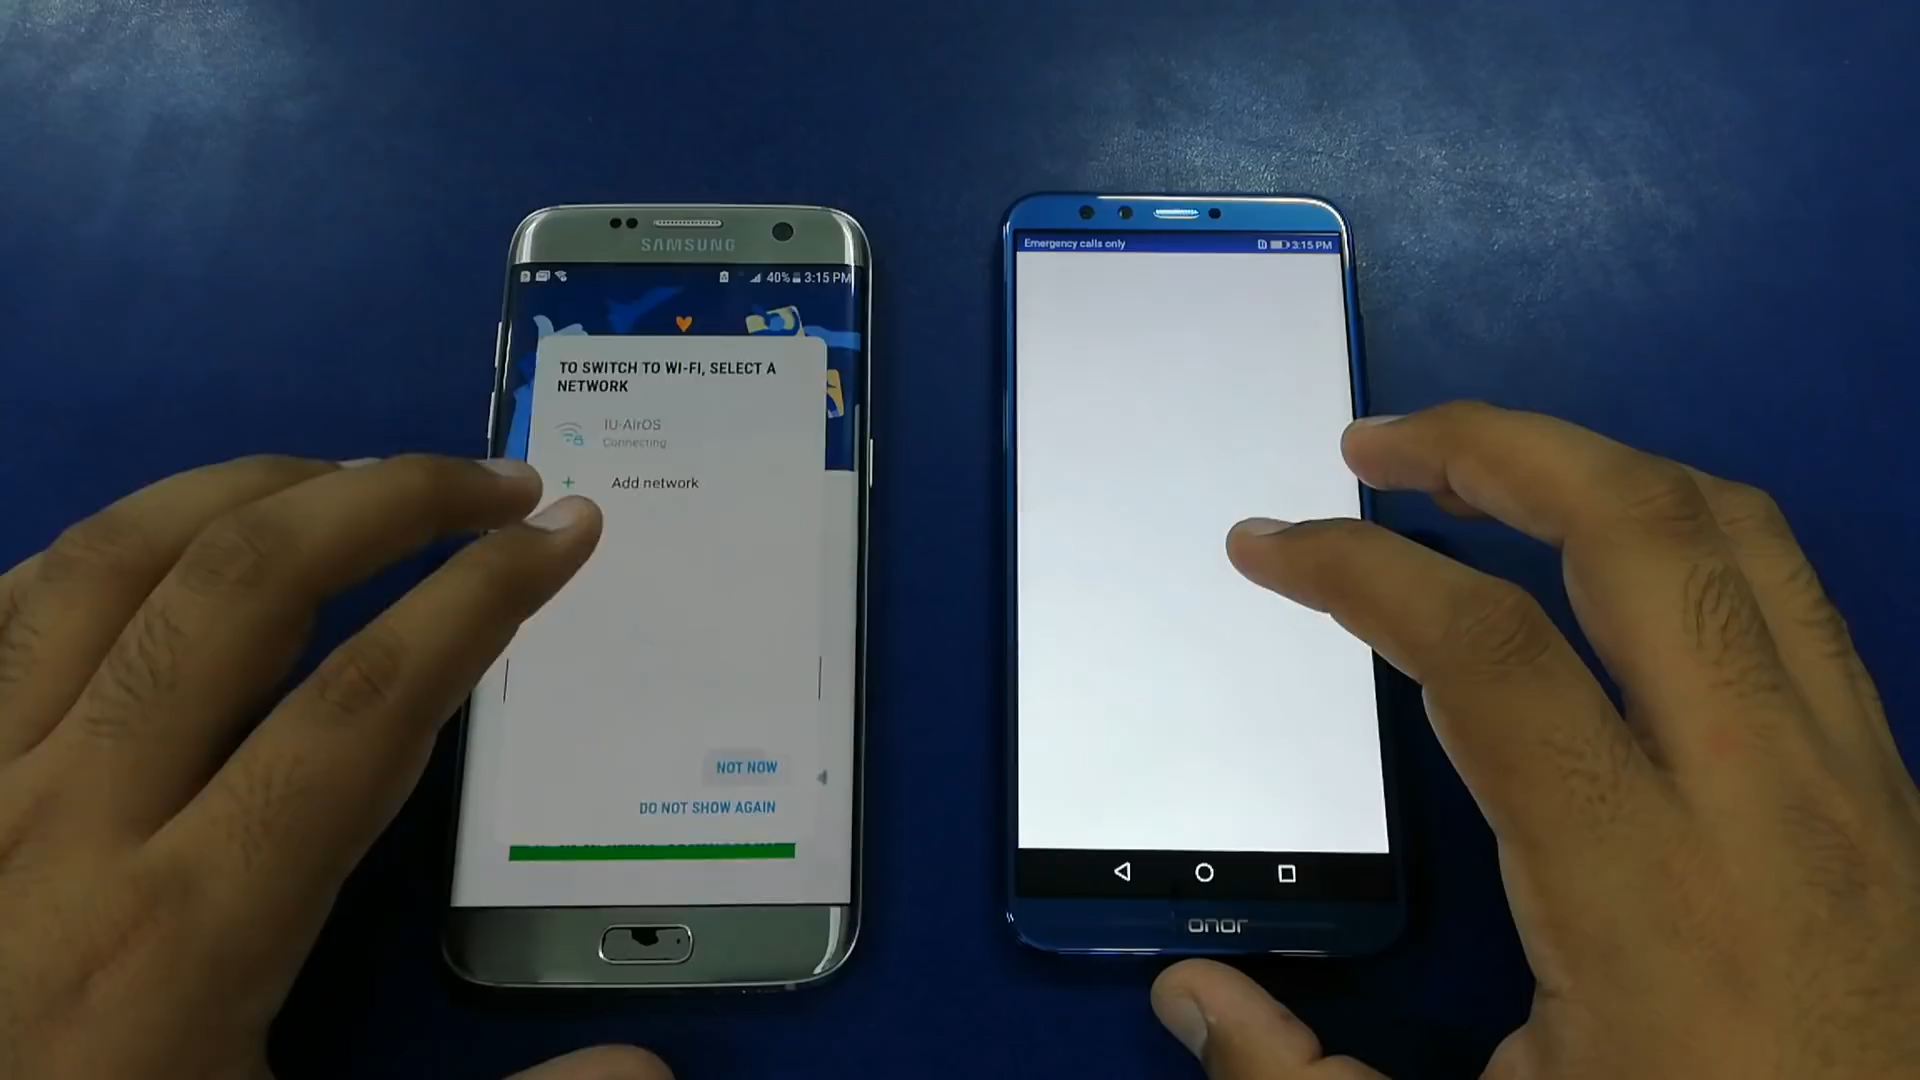 SAMSUNG
40% 3:15 PM
TO SWITCH TO WI-FI, SELECT A
NETWORK
IU-AirOS
Connecting
+ Add network
NOT NOW
DO NOT SHOW AGAIN
Emergency calls only
3:15 PM
honor